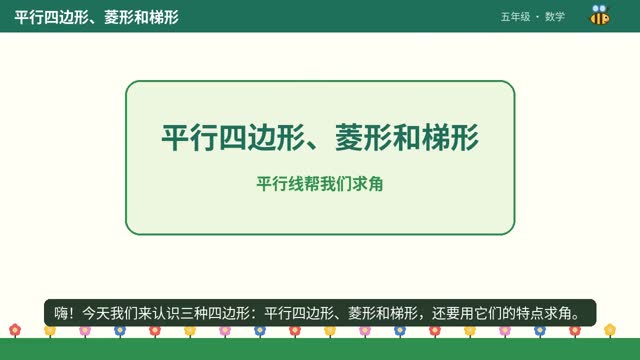 平行四边形、菱形和梯形
五年级 · 数学
平行四边形、菱形和梯形
平行线帮我们求角
嗨！今天我们来认识三种四边形：平行四边形、菱形和梯形，还要用它们的特点求角。